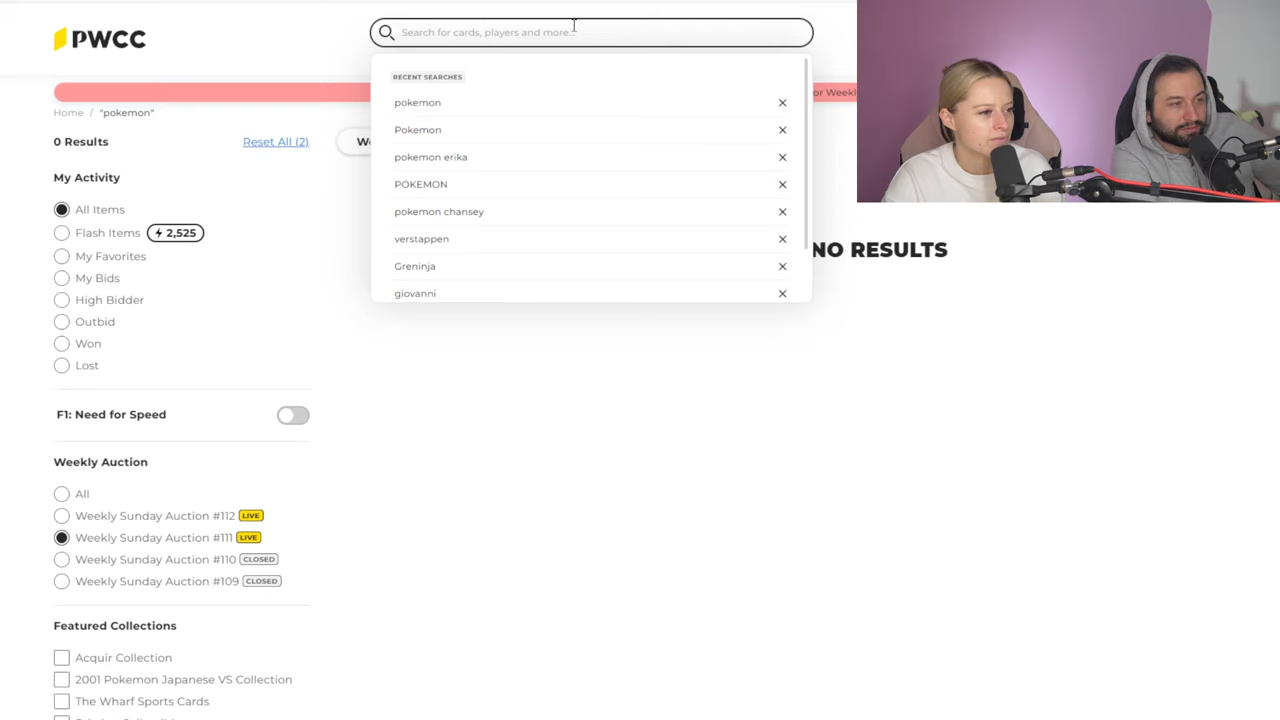 PWCC
Search for cards, players and more...
RECENT SEARCHES
pokemon
Pokemon
pokemon erika
POKEMON
pokemon chansey
verstappen
Greninja
giovanni
or Weekl
Home / "pokemon"
0 Results
Reset All (2)
We
NO RESULTS
My Activity
All Items
Flash Items 2,525
My Favorites
My Bids
High Bidder
Outbid
Won
Lost
F1: Need for Speed
Weekly Auction
All
Weekly Sunday Auction #112 LIVE
Weekly Sunday Auction #111 LIVE
Weekly Sunday Auction #110 CLOSED
Weekly Sunday Auction #109 CLOSED
Featured Collections
Acquir Collection
2001 Pokemon Japanese VS Collection
The Wharf Sports Cards